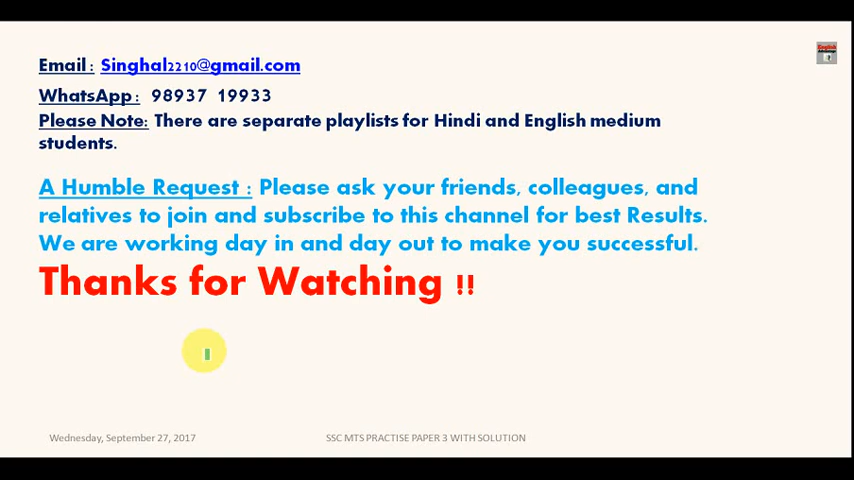 Email : Singhal2210@gmail.com
WhatsApp : 98937 19933
Please Note: There are separate playlists for Hindi and English medium
students.
A Humble Request : Please ask your friends, colleagues, and
relatives to join and subscribe to this channel for best Results.
We are working day in and day out to make you successful.
Thanks for Watching !!
Wednesday, September 27, 2017
SSC MTS PRACTISE PAPER 3 WITH SOLUTION